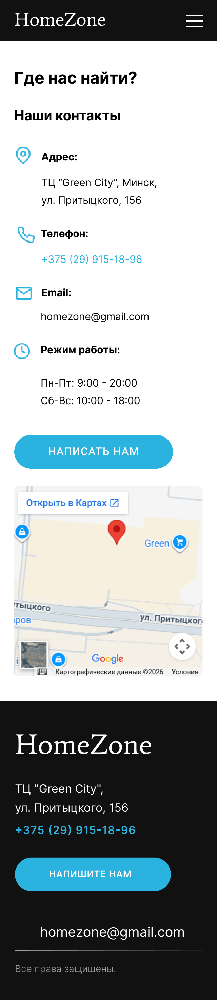 HomeZone
Где нас найти?
Наши контакты
Адрес:
ТЦ “Green City”, Минск,
ул. Притыцкого, 156
Телефон:
+375 (29) 915-18-96
Email:
homezone@gmail.com
Режим работы:
Пн-Пт: 9:00 - 20:00
Сб-Вс: 10:00 - 18:00
НАПИСАТЬ НАМ
Открыть в Картах
Green
тыцкого
ул. Притыцкого
аров
Google
Картографические данные ©2026 Условия
HomeZone
ТЦ "Green City",
ул. Притыцкого, 156
+375 (29) 915-18-96
НАПИШИТЕ НАМ
homezone@gmail.com
Все права защищены.